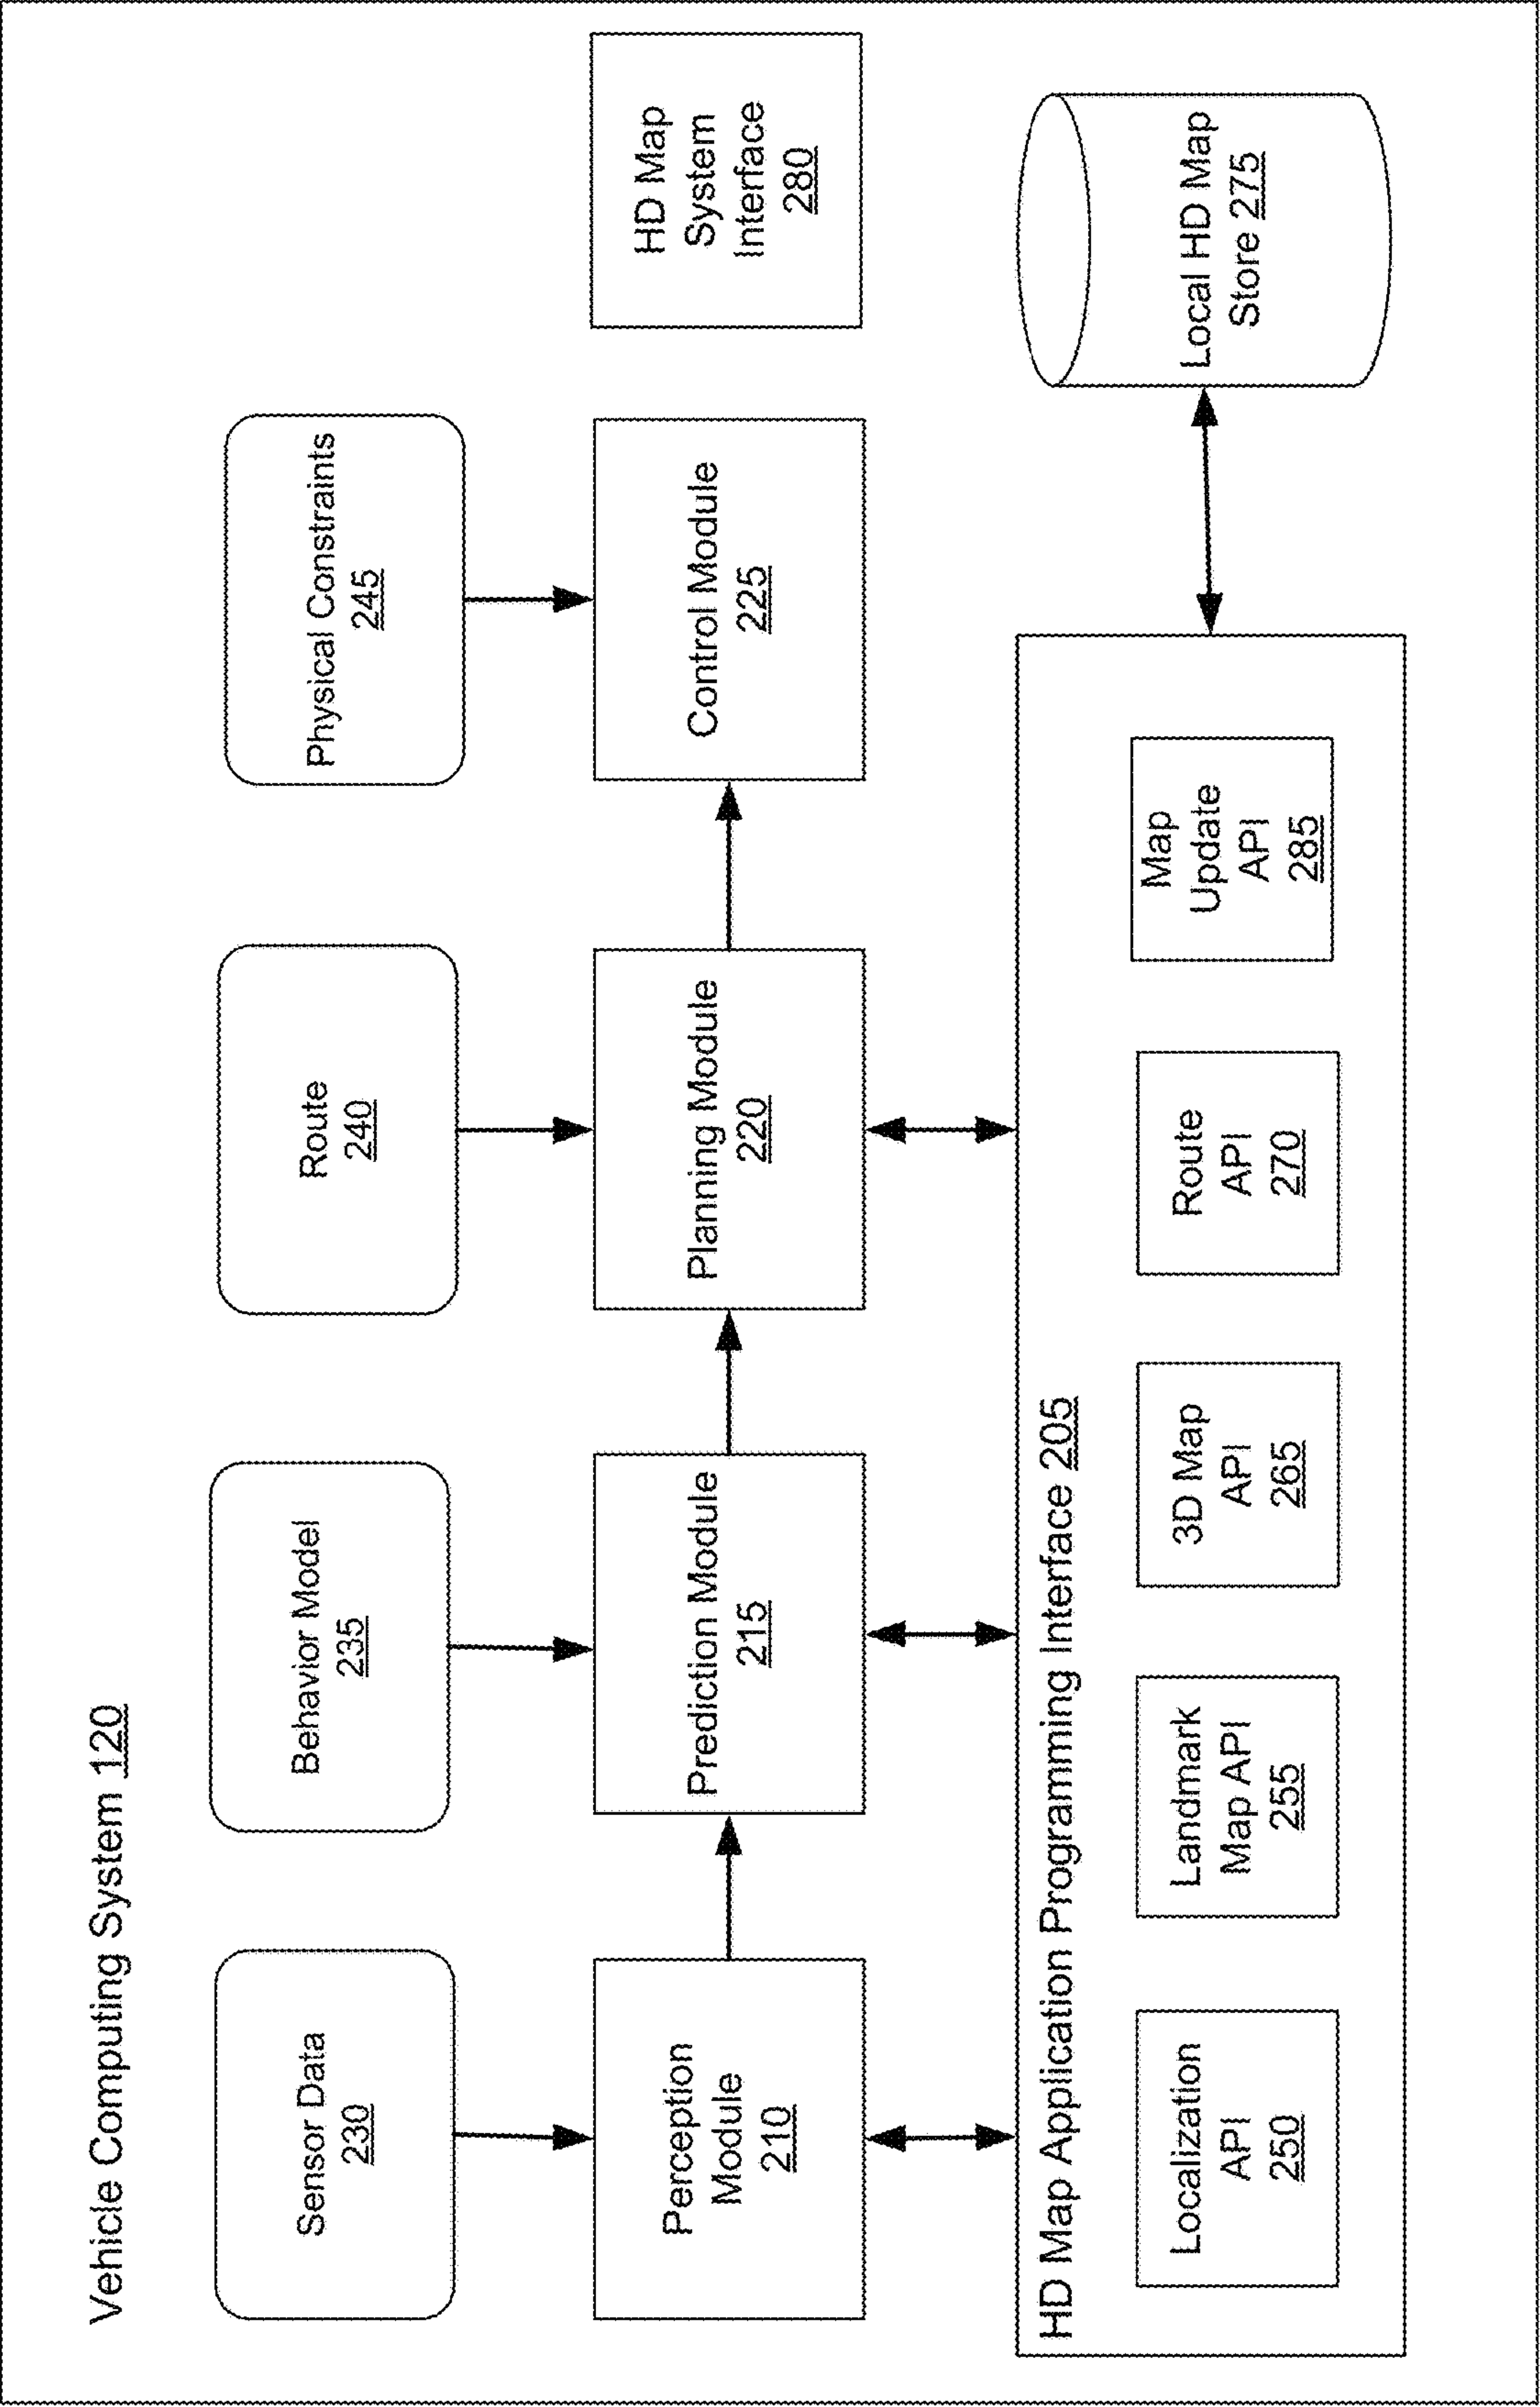 Vehicle Computing System 120
Sensor Data
230
Behavior Model
235
Route
240
Physical Constraints
245
Perception
Module
210
Prediction Module
215
Planning Module
220
Control Module
225
HD Map
System
Interface
280
HD Map Application Programming Interface 205
Localization
API
250
Landmark
Map API
255
3D Map
API
265
Route
API
270
Map
Update
API
285
Local HD Map
Store 275